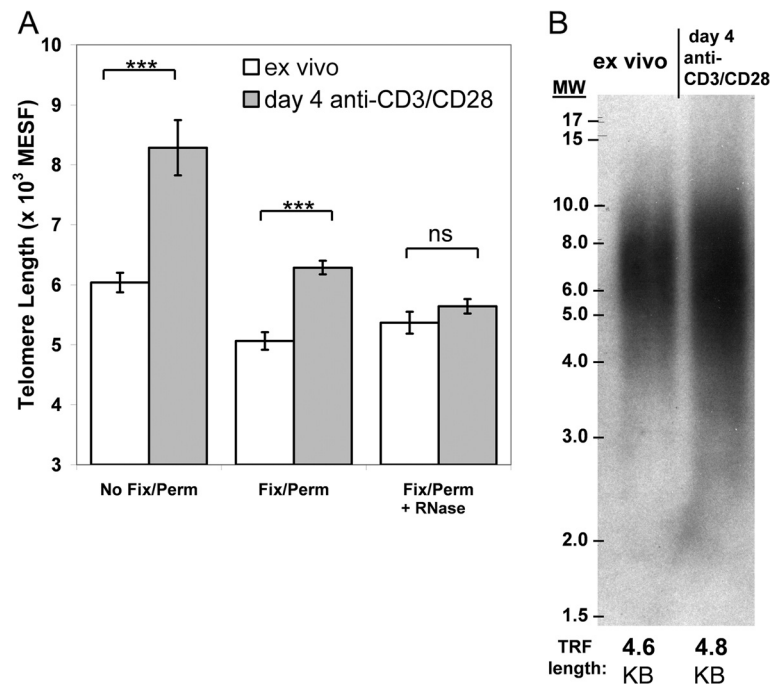 A
Telomere Length (x 10³ MESF)
10
9
8
7
6
5
4
3
***
***
ns
ex vivo
day 4 anti-CD3/CD28
No Fix/Perm
Fix/Perm
Fix/Perm
+ RNase
B
ex vivo
day 4
anti-
CD3/CD28
MW
17
15
10.0
8.0
6.0
5.0
4.0
3.0
2.0
1.5
TRF
length:
4.6
KB
4.8
KB